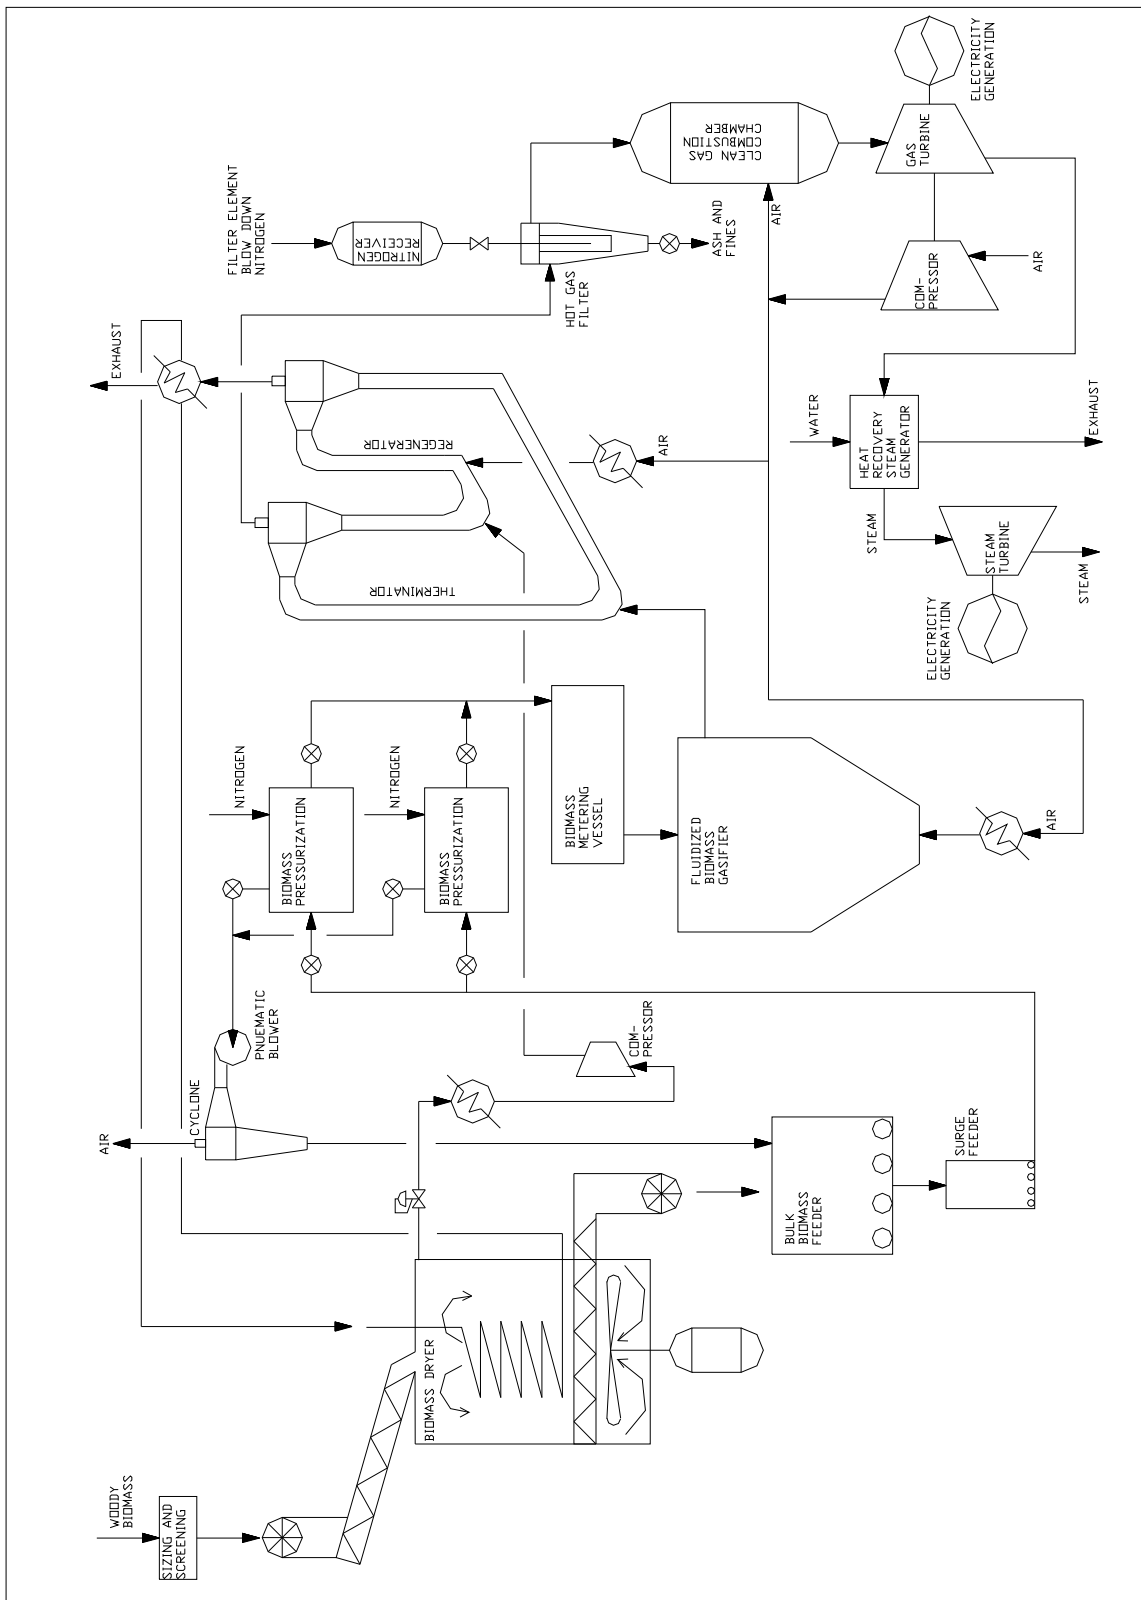 WOODY
BIOMASS
SIZING AND
SCREENING
BIOMASS DRYER
AIR
CYCLONE
PNUEMATIC
BLOWER
COM-
PRESSOR
BULK
BIOMASS
FEEDER
SURGE
FEEDER
NITROGEN
BIOMASS
PRESSURIZATION
NITROGEN
BIOMASS
PRESSURIZATION
BIOMASS
METERING
VESSEL
FLUIDIZED
BIOMASS
GASIFIER
AIR
EXHAUST
THERMINATOR
REGENERATOR
AIR
FILTER ELEMENT
BLOW DOWN
NITROGEN
NITROGEN
RECEIVER
HOT GAS
FILTER
ASH AND
FINES
CLEAN GAS
COMBUSTION
CHAMBER
AIR
GAS
TURBINE
ELECTRICITY
GENERATION
COM-
PRESSOR
AIR
WATER
HEAT
RECOVERY
STEAM
GENERATOR
EXHAUST
STEAM
STEAM
TURBINE
STEAM
ELECTRICITY
GENERATION